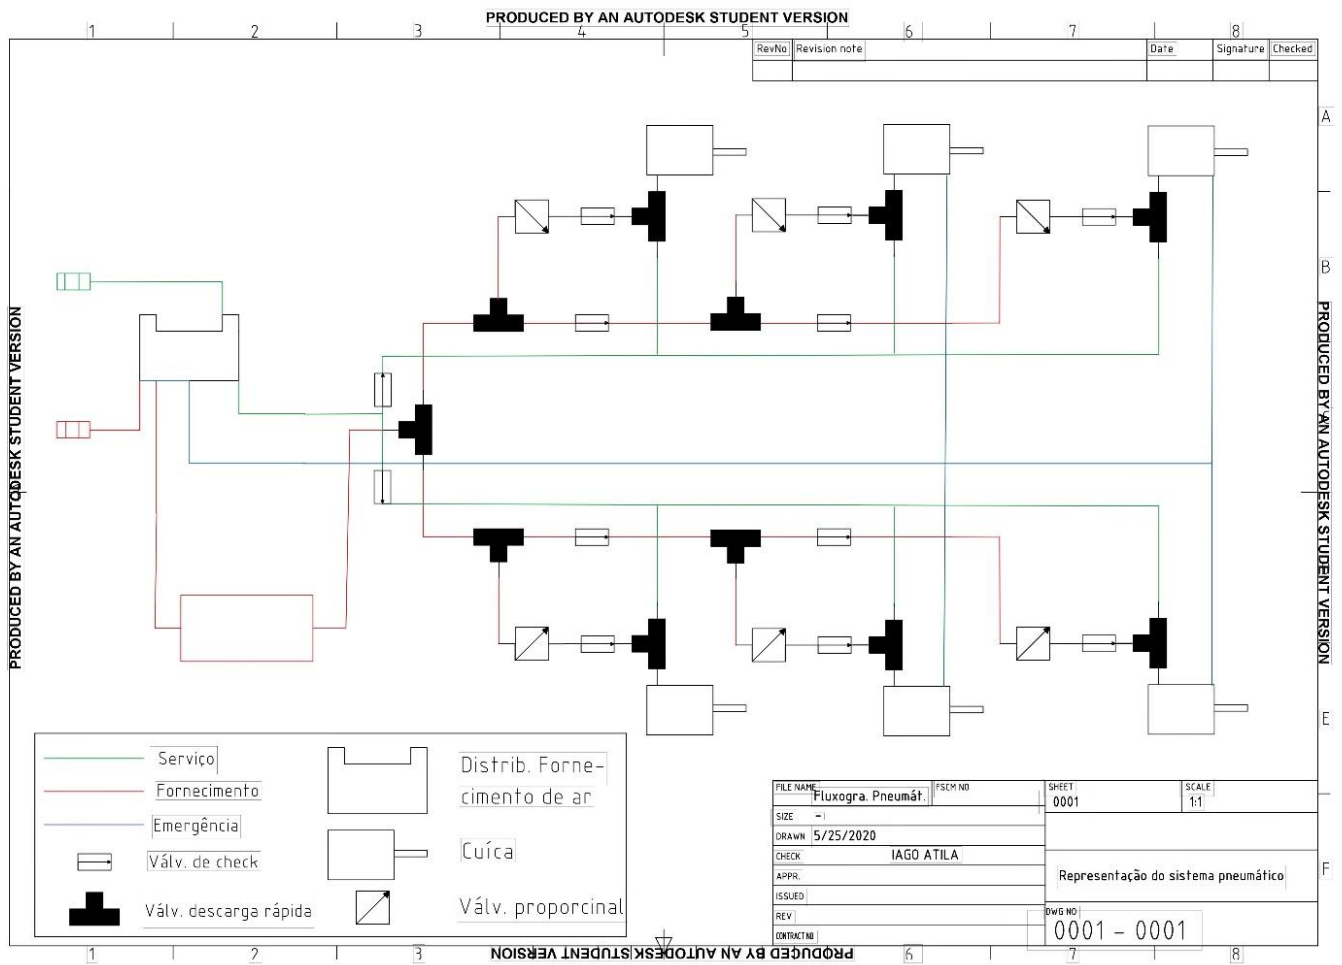 PRODUCED BY AN AUTODESK STUDENT VERSION
1 2 3 4 5 6 7 8
RevNo Revision note Date Signature Checked
A
B
PRODUCED BY AN AUTODESK STUDENT VERSION
PRODUCED BY AN AUTODESK STUDENT VERSION
E
Serviço
Fornecimento
Emergência
Válv. de check
Válv. descarga rápida
Distrib. Forne-
cimento de ar
Cuíca
Válv. proporcinal
FILE NAME Fluxogra. Pneumát. FSCM NO SHEET 0001 SCALE 1:1
SIZE -
DRAWN 5/25/2020
CHECK IAGO ATILA
APPR.
ISSUED
REV
CONTRACT NO
Representação do sistema pneumático
DWG NO
0001 - 0001
F
1 2 3 6 7 8
PRODUCED BY AN AUTODESK STUDENT VERSION